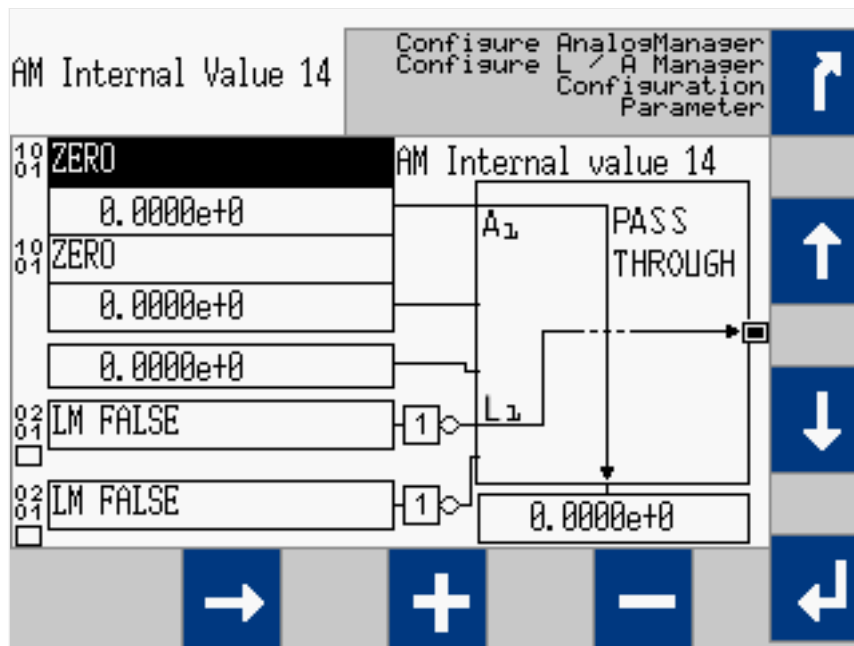 AM Internal Value 14
Configure AnalogManager
Configure L / A Manager
Configuration
Parameter
10
01
ZERO
AM Internal value 14
0.0000e+0
A1
PASS
THROUGH
10
01
ZERO
0.0000e+0
0.0000e+0
02
01
LM FALSE
1
L1
02
01
LM FALSE
1
0.0000e+0